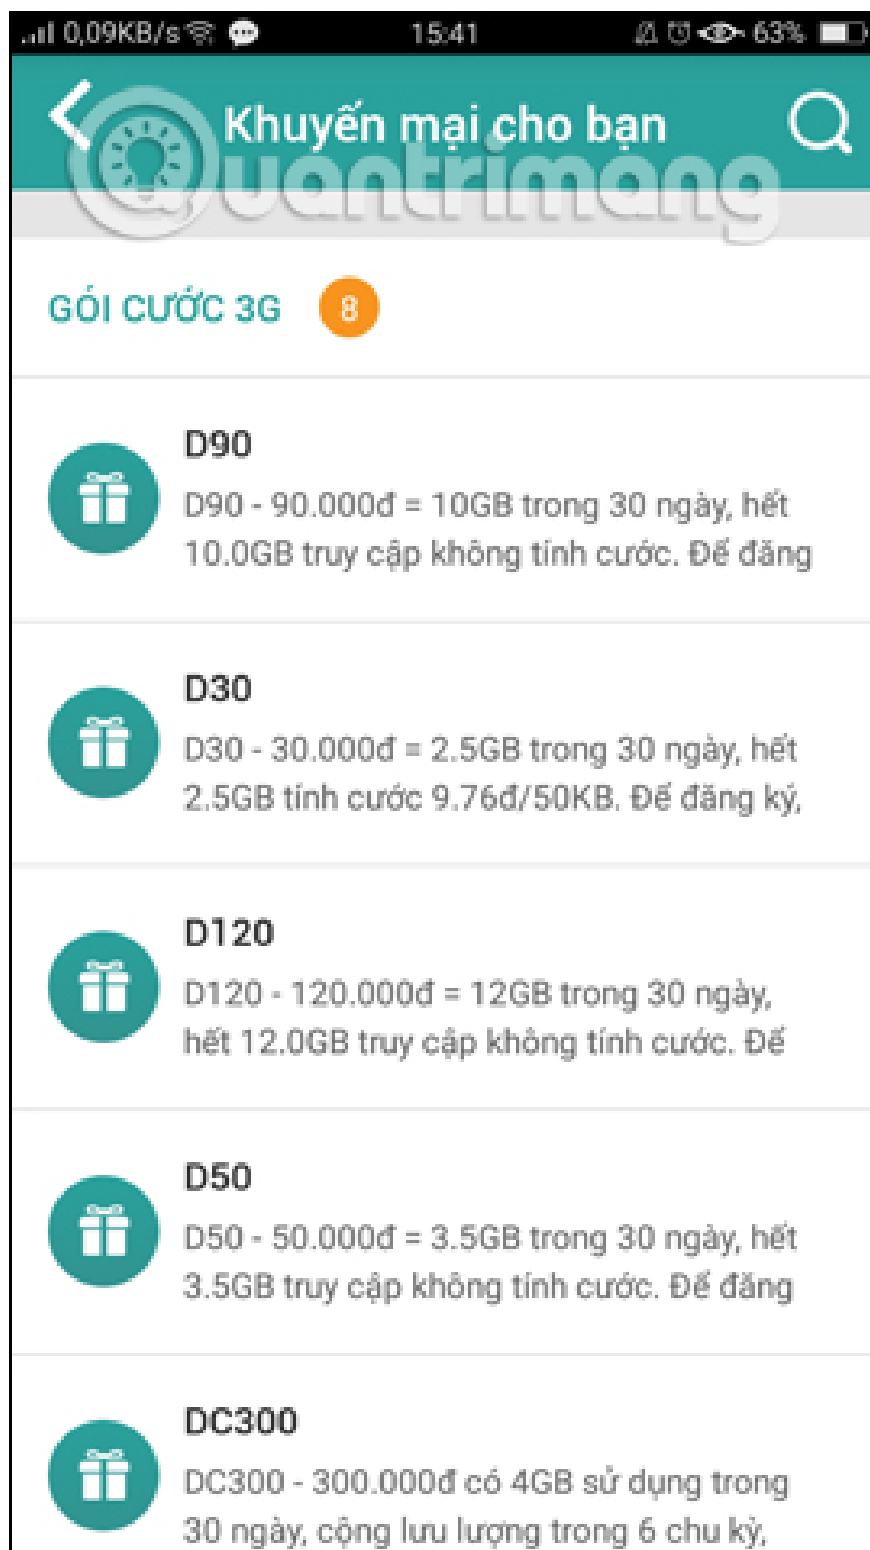 0,09KB/s 15:41 63%
Khuyến mại cho bạn
Quantrimang
GÓI CƯỚC 3G 8
D90
D90 - 90.000đ = 10GB trong 30 ngày, hết
10.0GB truy cập không tính cước. Để đăng
D30
D30 - 30.000đ = 2.5GB trong 30 ngày, hết
2.5GB tính cước 9.76đ/50KB. Để đăng ký,
D120
D120 - 120.000đ = 12GB trong 30 ngày,
hết 12.0GB truy cập không tính cước. Để
D50
D50 - 50.000đ = 3.5GB trong 30 ngày, hết
3.5GB truy cập không tính cước. Để đăng
DC300
DC300 - 300.000đ có 4GB sử dụng trong
30 ngày, cộng lưu lượng trong 6 chu kỳ,